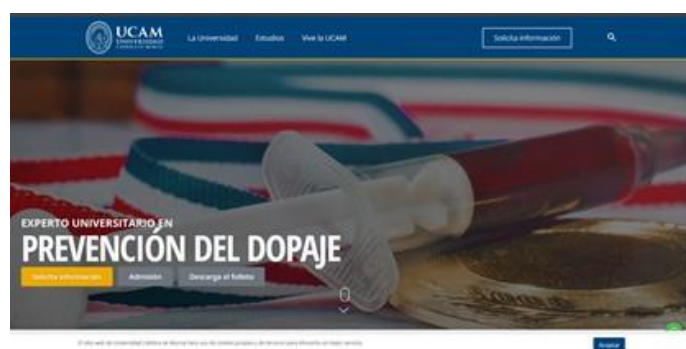 UCAM
UNIVERSIDAD
La Universidad
Estudios
Vive la UCAM
Solicita información
EXPERTO UNIVERSITARIO EN
PREVENCIÓN DEL DOPAJE
Solicita información
Admisión
Descarga el folleto
Aceptar